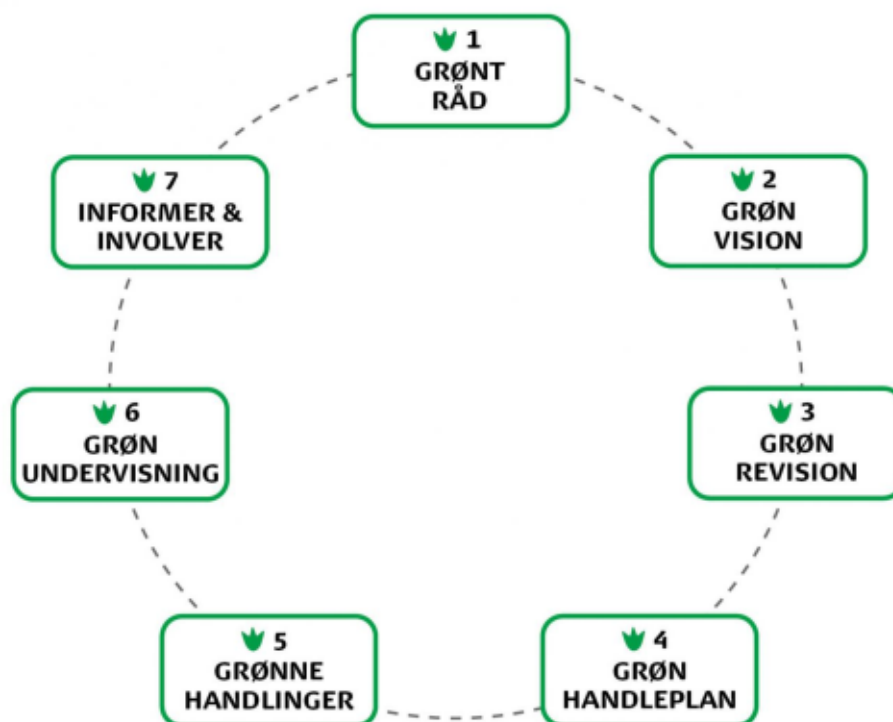 1
GRØNT
RÅD
2
GRØN
VISION
3
GRØN
REVISION
4
GRØN
HANDLEPLAN
5
GRØNNE
HANDLINGER
6
GRØN
UNDERVISNING
7
INFORMER &
INVOLVER